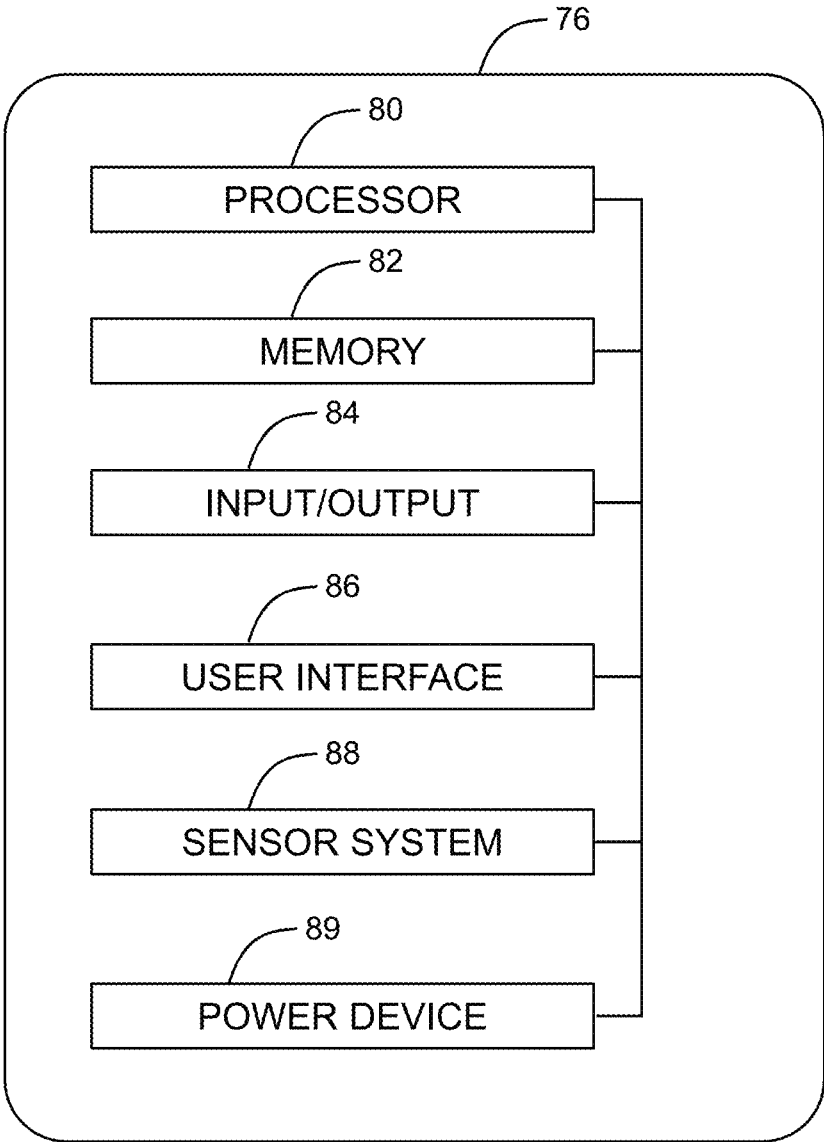 76
80
PROCESSOR
82
MEMORY
84
INPUT/OUTPUT
86
USER INTERFACE
88
SENSOR SYSTEM
89
POWER DEVICE